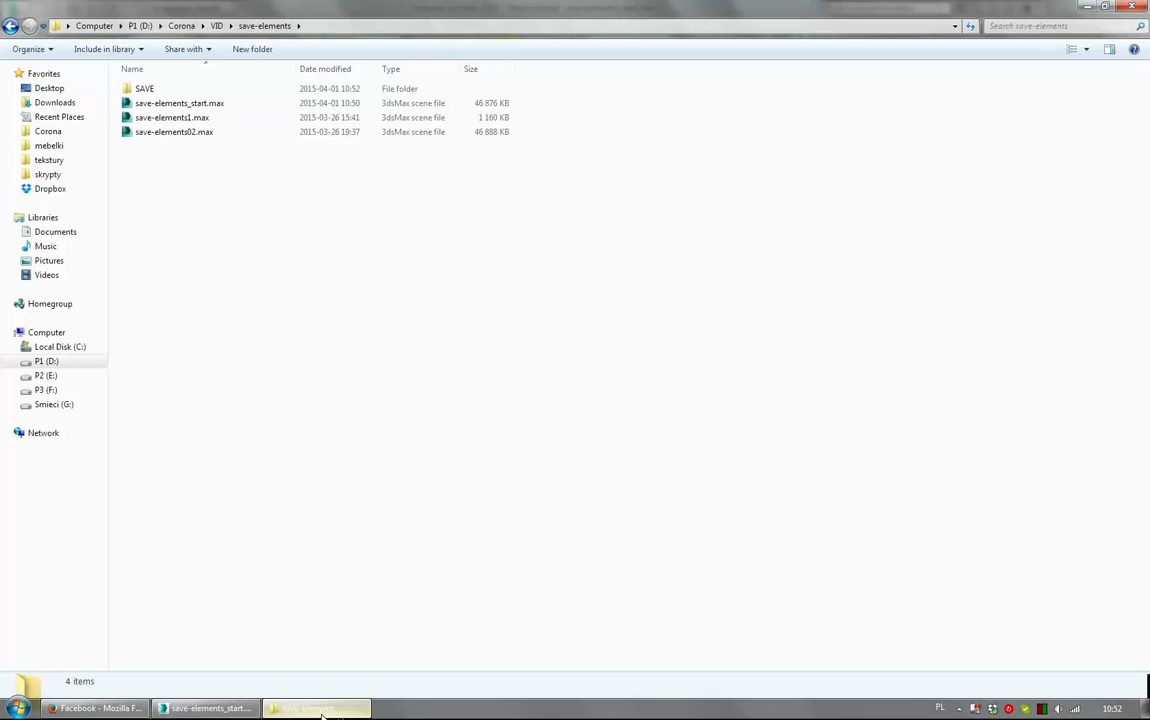 Computer ▸ P1 (D:) ▸ Corona ▸ VID ▸ save-elements ▸
Search save-elements
Organize Include in library Share with New folder
Name Date modified Type Size
SAVE 2015-04-01 10:52 File folder
save-elements_start.max 2015-04-01 10:50 3dsMax scene file 46 876 KB
save-elements1.max 2015-03-26 15:41 3dsMax scene file 1 160 KB
save-elements02.max 2015-03-26 19:37 3dsMax scene file 46 888 KB
Favorites
Desktop
Downloads
Recent Places
Corona
mebelki
tekstury
skrypty
Dropbox
Libraries
Documents
Music
Pictures
Videos
Homegroup
Computer
Local Disk (C:)
P1 (D:)
P2 (E:)
P3 (F:)
Smieci (G:)
Network
4 items
Facebook - Mozilla F... save-elements_start.... save-elements PL 10:52